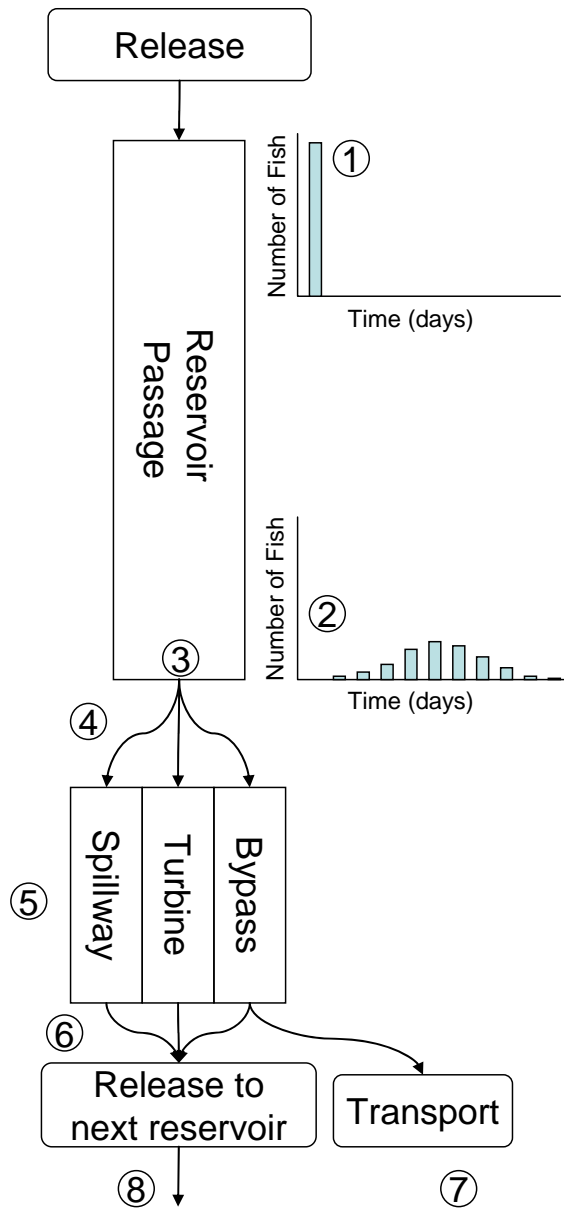 Release
Number of Fish
①
Time (days)
Reservoir
Passage
Number of Fish
②
Time (days)
③
④
Spillway
Turbine
Bypass
⑤
⑥
Release to
next reservoir
Transport
⑧
⑦